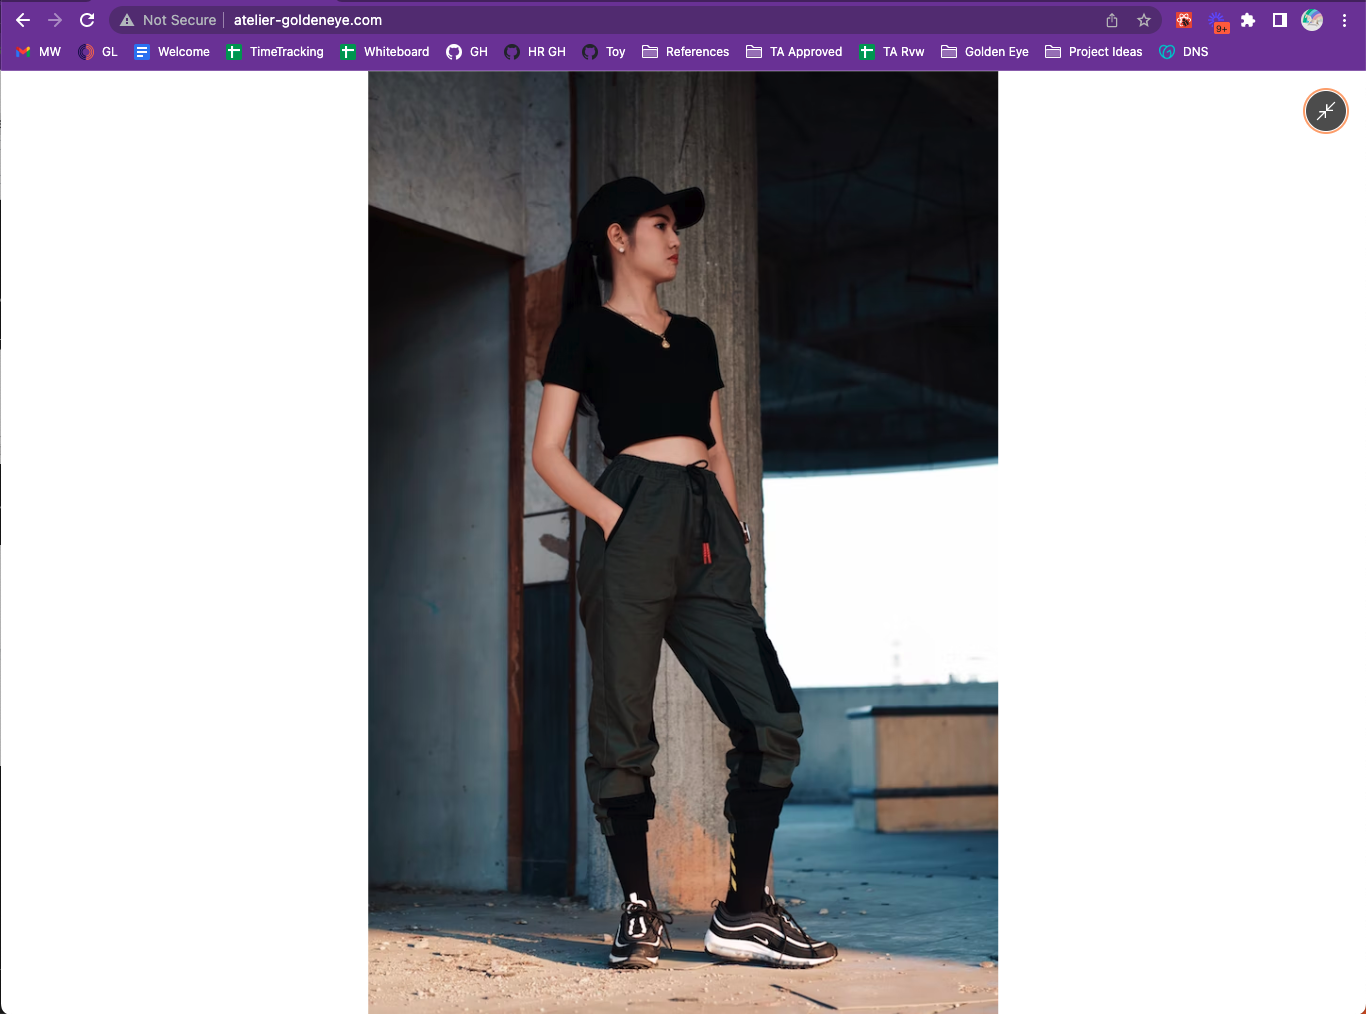 Not Secure
atelier-goldeneye.com
9+
MW
GL
Welcome
TimeTracking
Whiteboard
GH
HR GH
Toy
References
TA Approved
TA Rvw
Golden Eye
Project Ideas
DNS